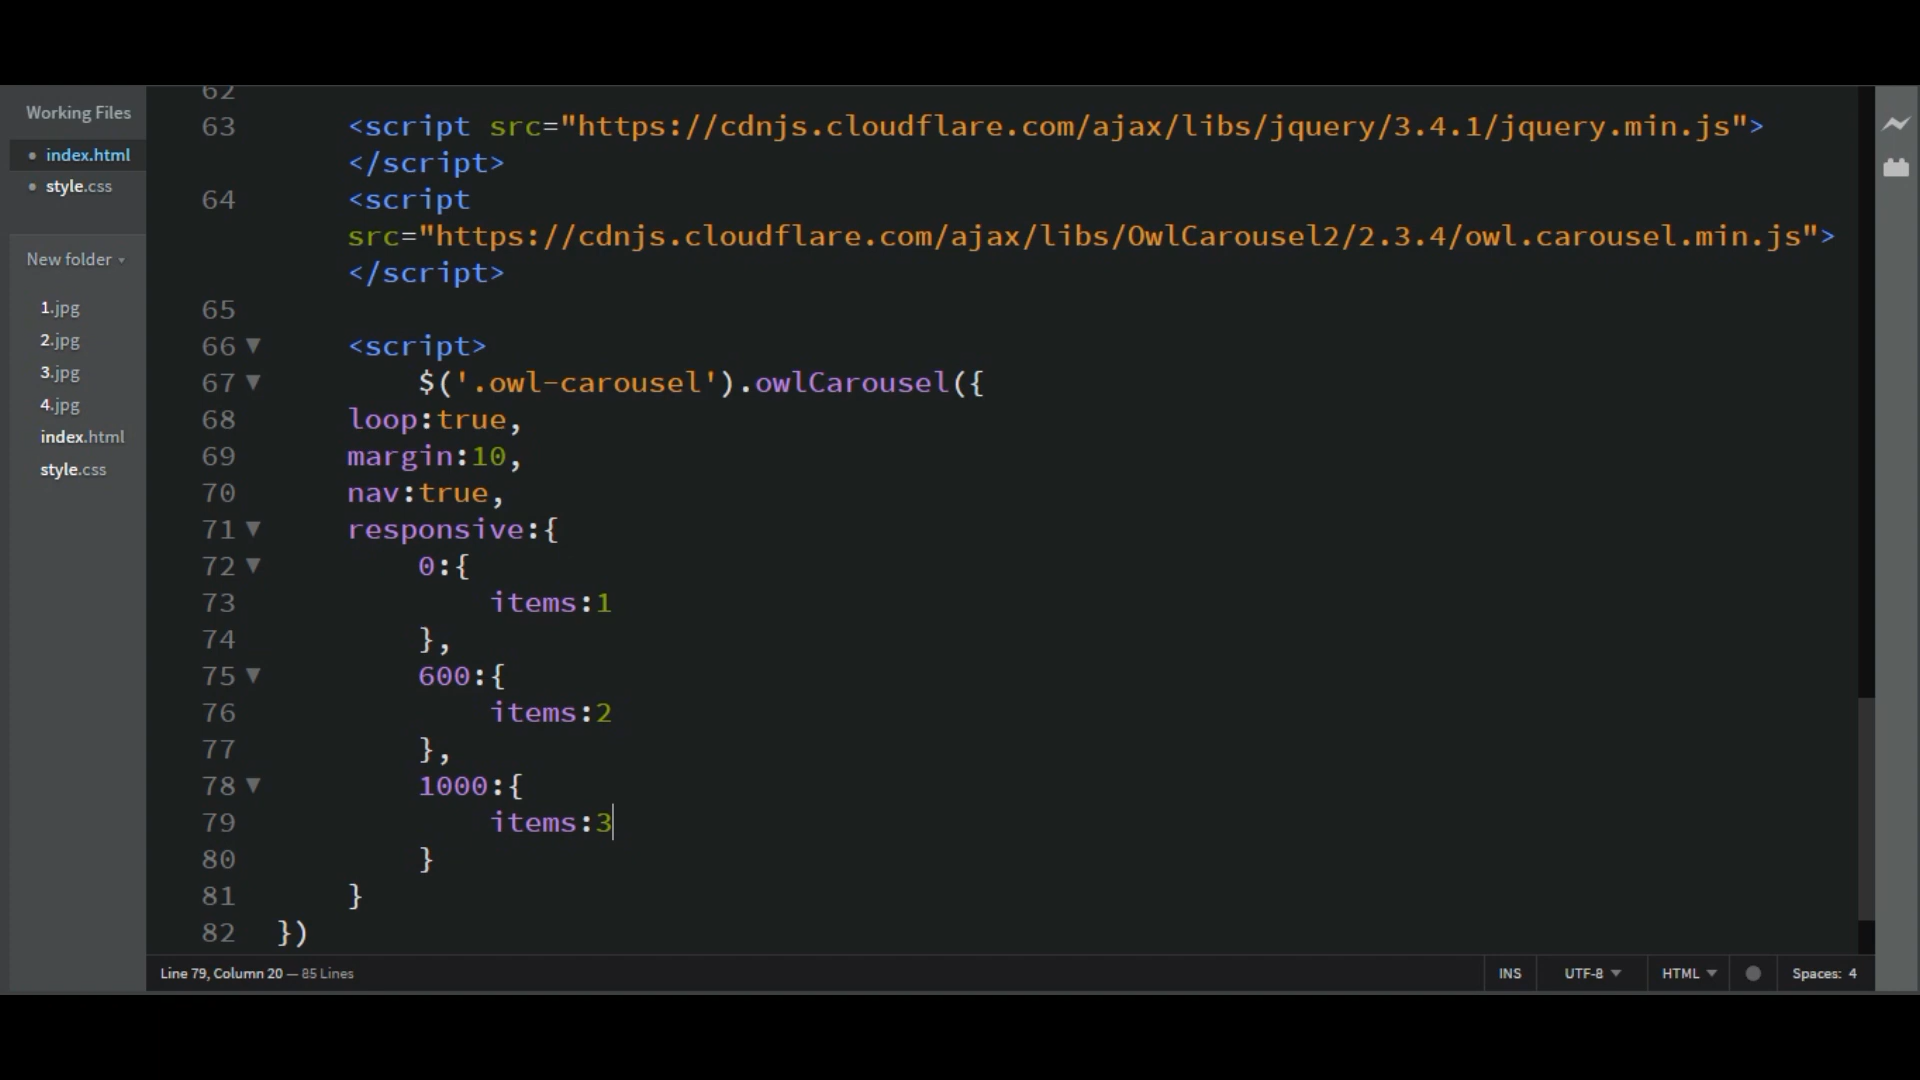 Working Files
index.html
style.css
New folder
1.jpg
2.jpg
3.jpg
4.jpg
index.html
style.css
62
63 <script src="https://cdnjs.cloudflare.com/ajax/libs/jquery/3.4.1/jquery.min.js">
</script>
64 <script
src="https://cdnjs.cloudflare.com/ajax/libs/OwlCarousel2/2.3.4/owl.carousel.min.js">
</script>
65
66 <script>
67 $('.owl-carousel').owlCarousel({
68 loop:true,
69 margin:10,
70 nav:true,
71 responsive:{
72 0:{
73 items:1
74 },
75 600:{
76 items:2
77 },
78 1000:{
79 items:3
80 }
81 }
82 })
Line 79, Column 20 — 85 Lines
INS UTF-8 HTML Spaces: 4